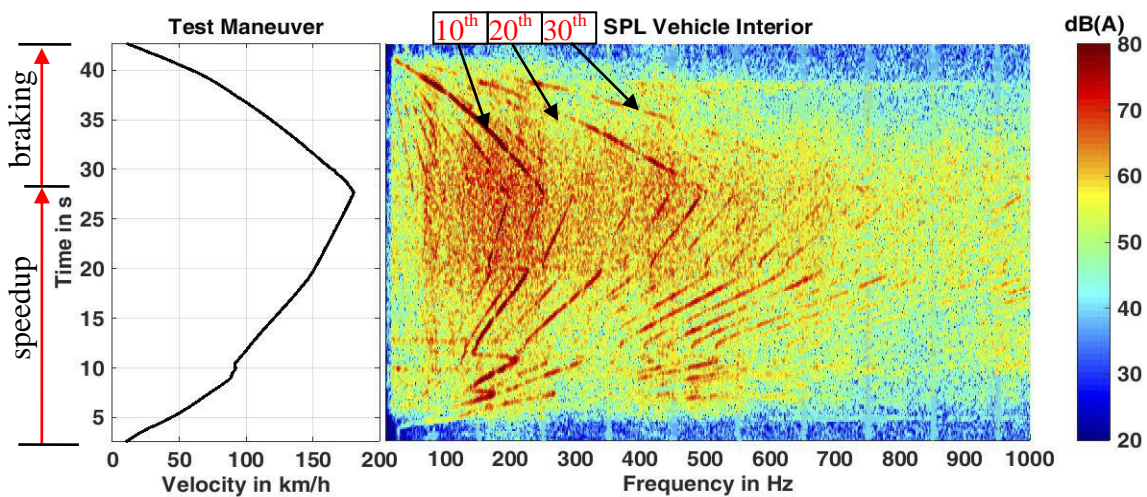 Test Maneuver
10th 20th 30th
SPL Vehicle Interior
dB(A)
braking
speedup
Time in s
40
35
30
25
20
15
10
5
0 50 100 150 200
Velocity in km/h
100 200 300 400 500 600 700 800 900 1000
Frequency in Hz
80
70
60
50
40
30
20